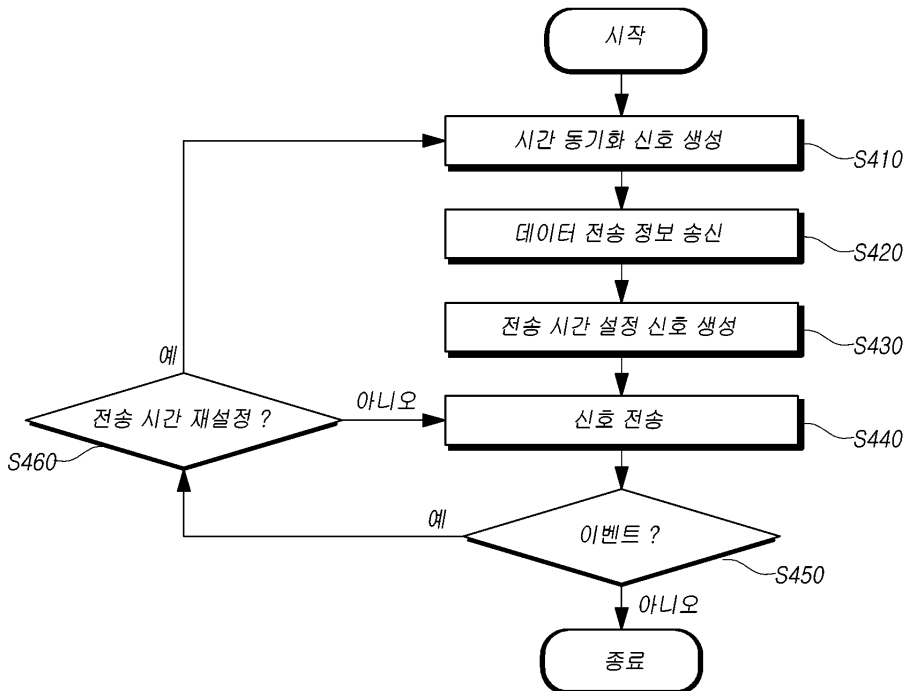 시작
시간 동기화 신호 생성
S410
데이터 전송 정보 송신
S420
전송 시간 설정 신호 생성
S430
예
전송 시간 재설정 ?
아니오
신호 전송
S440
S460
예
이벤트 ?
S450
아니오
종료